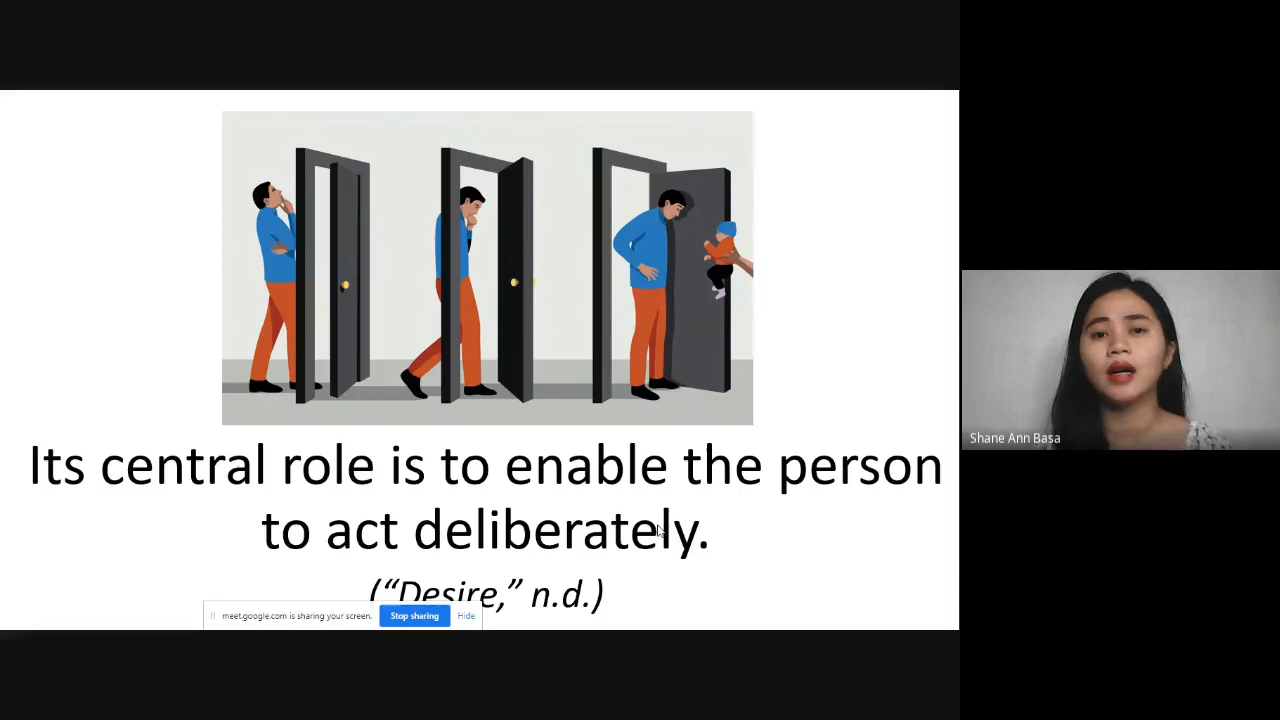 Its central role is to enable the person
to act deliberately.
(“Desire,” n.d.)
meet.google.com is sharing your screen.
Stop sharing
Hide
Shane Ann Basa